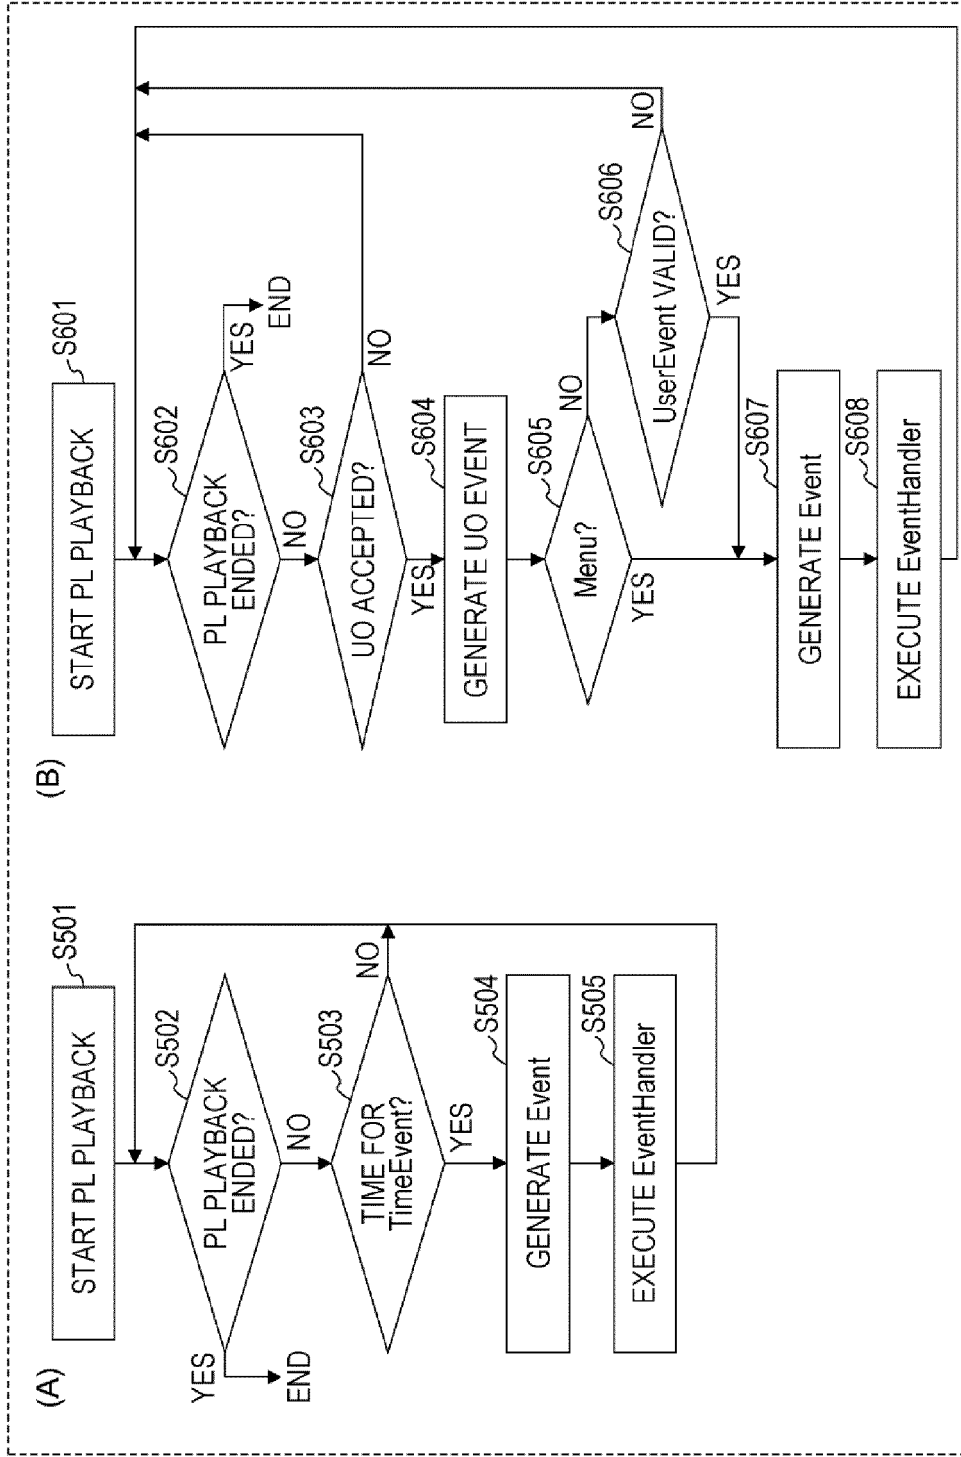 (A)
START PL PLAYBACK
S501
PL PLAYBACK
ENDED?
S502
YES
END
NO
TIME FOR
TimeEvent?
S503
NO
YES
GENERATE Event
S504
EXECUTE EventHandler
S505
(B)
START PL PLAYBACK
S601
PL PLAYBACK
ENDED?
S602
YES
END
NO
UO ACCEPTED?
S603
NO
YES
GENERATE UO EVENT
S604
Menu?
S605
NO
YES
UserEvent VALID?
S606
NO
YES
GENERATE Event
S607
EXECUTE EventHandler
S608